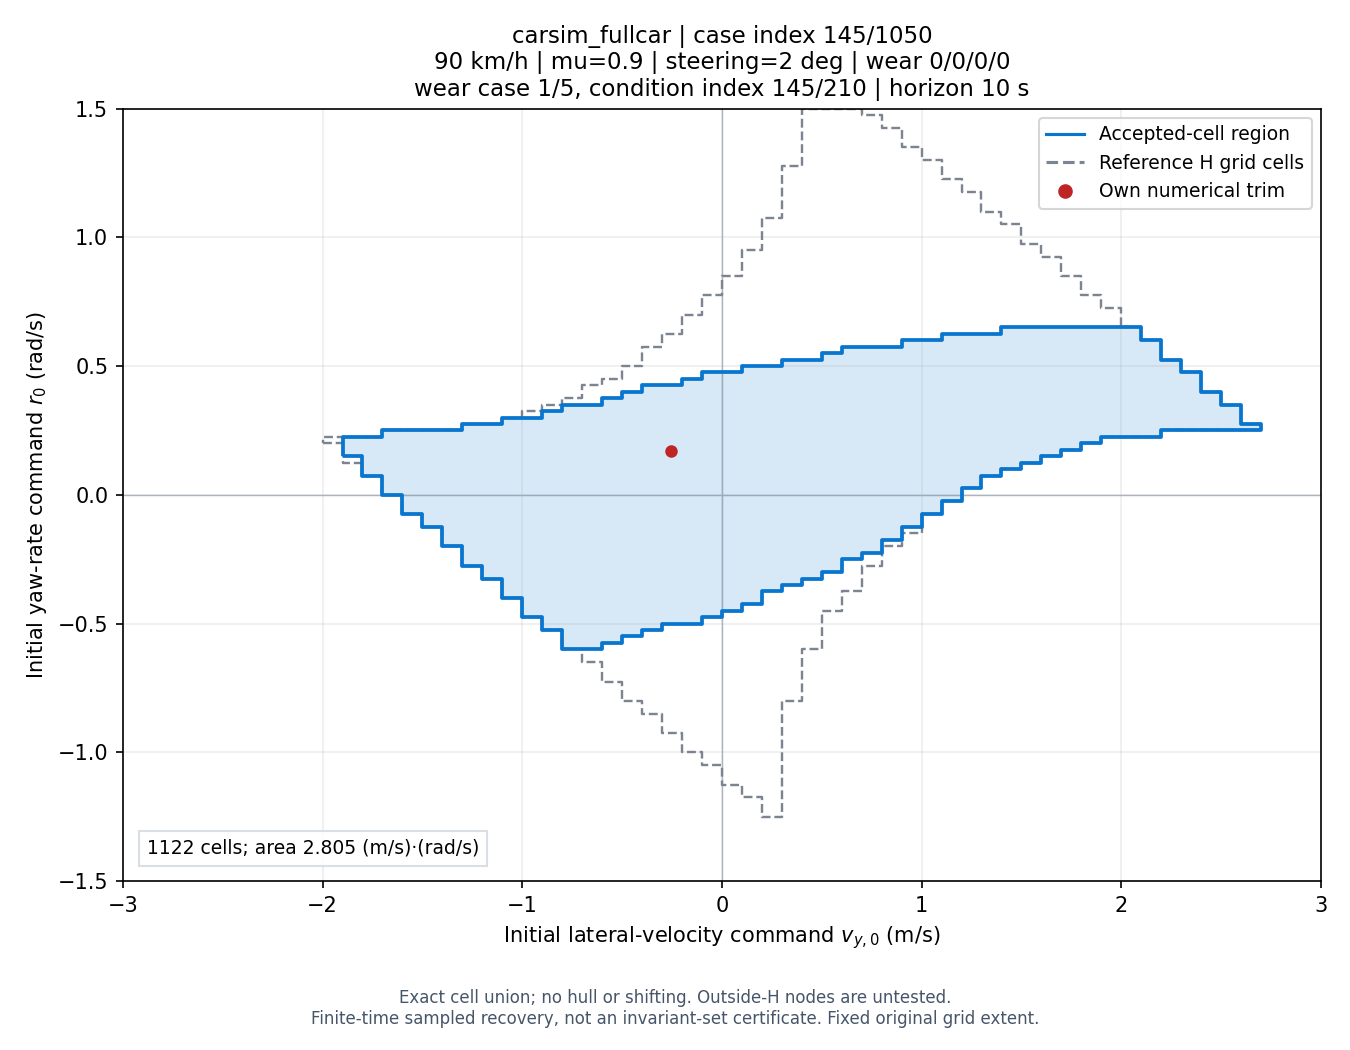 carsim_fullcar | case index 145/1050
90 km/h | mu=0.9 | steering=2 deg | wear 0/0/0/0
wear case 1/5, condition index 145/210 | horizon 10 s
Accepted-cell region
Reference H grid cells
Own numerical trim
1.5
1.0
0.5
0.0
−0.5
−1.0
−1.5
Initial yaw-rate command r0 (rad/s)
1122 cells; area 2.805 (m/s)·(rad/s)
−3 −2 −1 0 1 2 3
Initial lateral-velocity command vy,0 (m/s)
Exact cell union; no hull or shifting. Outside-H nodes are untested.
Finite-time sampled recovery, not an invariant-set certificate. Fixed original grid extent.